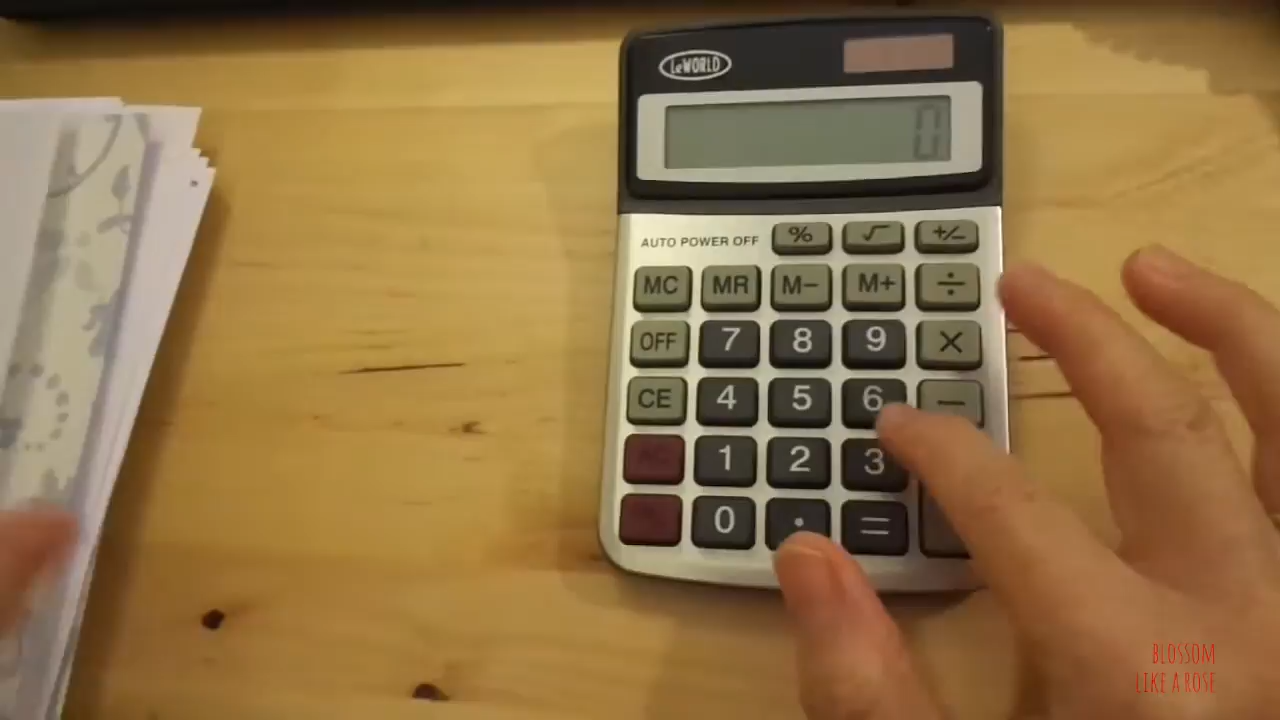 LeWORLD
0
AUTO POWER OFF % √ +/−
MC MR M− M+ ÷
OFF 7 8 9 ×
CE 4 5 6 −
1 2 3
0 . =
BLOSSOM
LIKE A ROSE